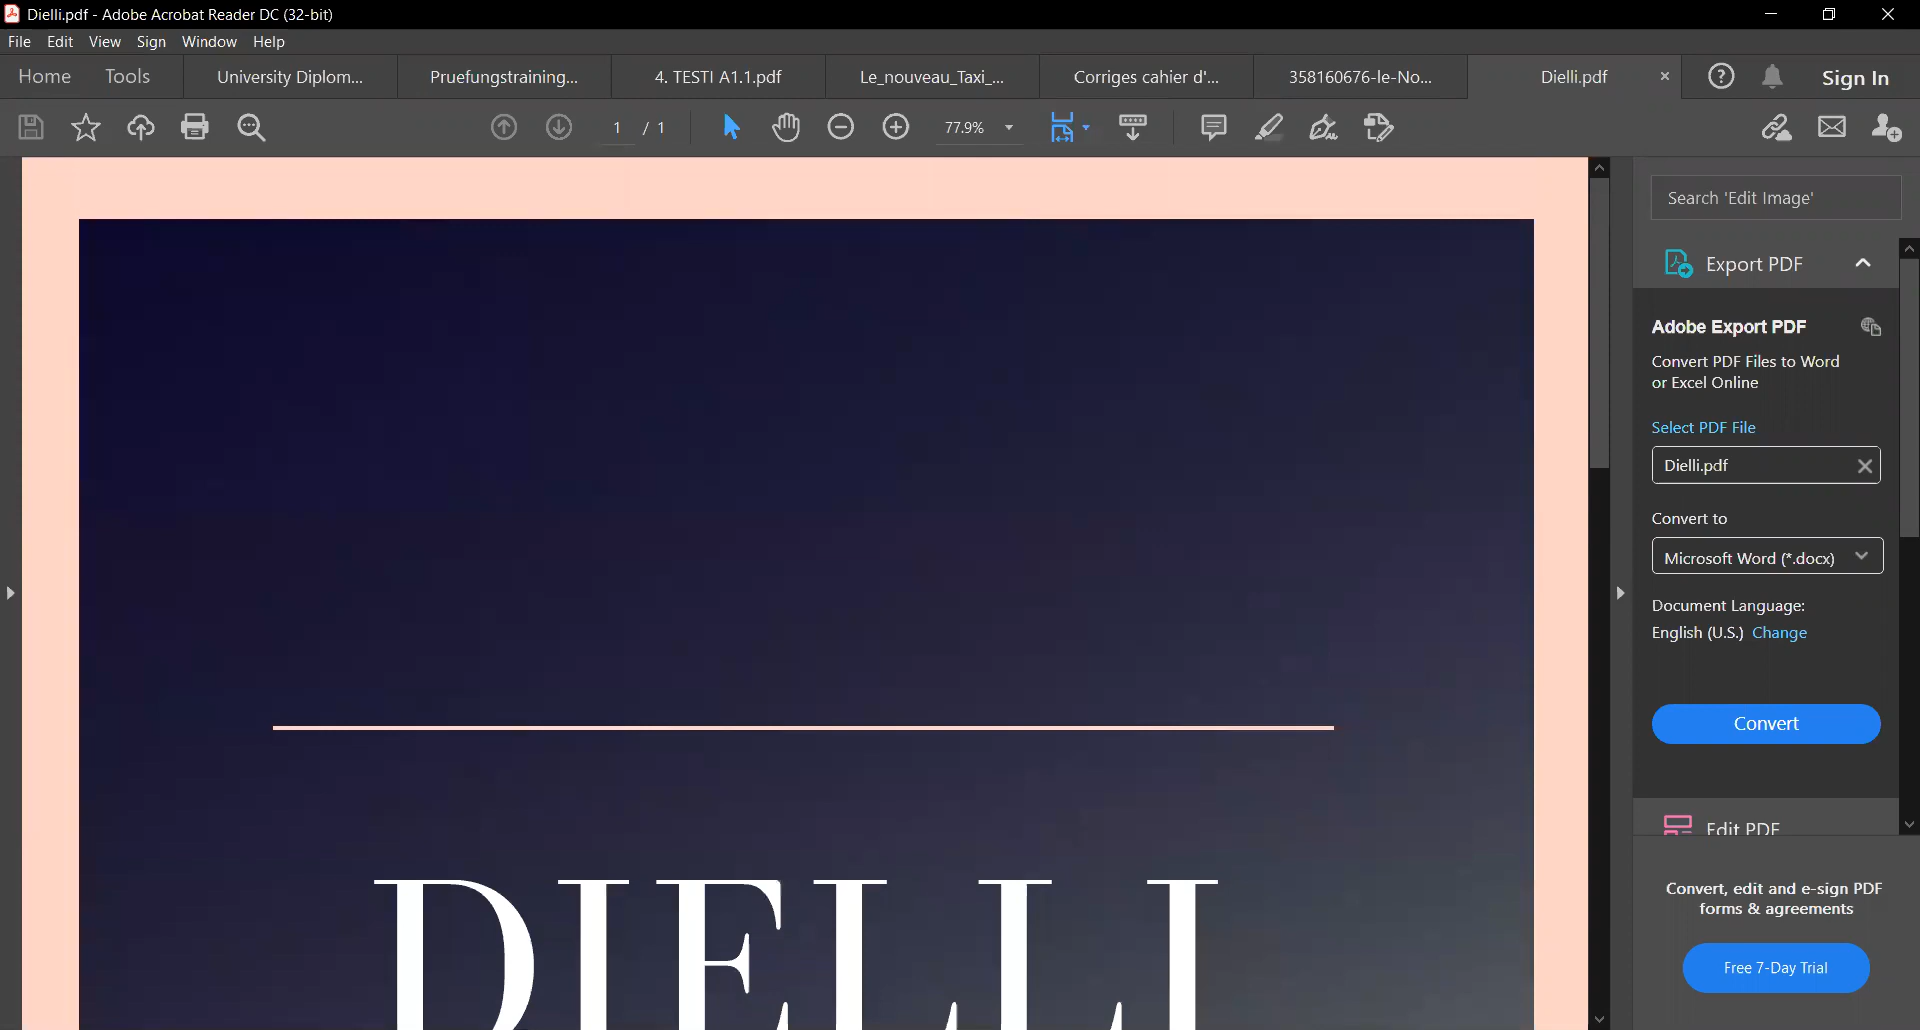 Dielli.pdf - Adobe Acrobat Reader DC (32-bit)
File Edit View Sign Window Help
Home Tools University Diplom... Pruefungstraining... 4. TESTI A1.1.pdf Le_nouveau_Taxi_... Corriges cahier d'... 358160676-le-No... Dielli.pdf Sign In
1 / 1 77.9%
Search 'Edit Image'
Export PDF
Adobe Export PDF
Convert PDF Files to Word
or Excel Online
Select PDF File
Dielli.pdf
Convert to
Microsoft Word (*.docx)
Document Language:
English (U.S.) Change
Convert
Edit PDF
Convert, edit and e-sign PDF
forms & agreements
Free 7-Day Trial
DIELLI